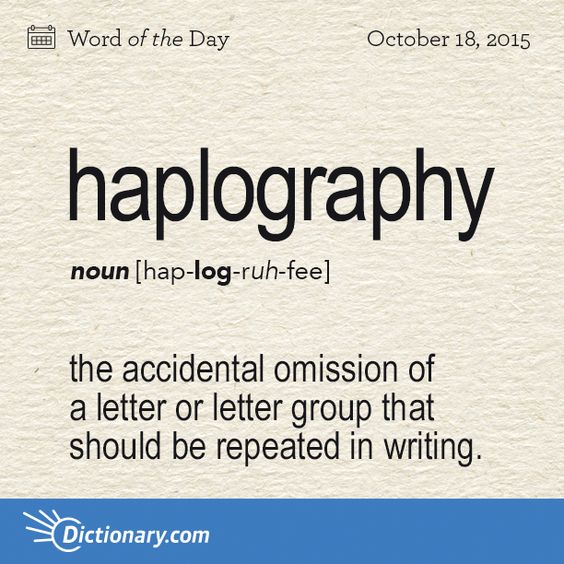 Word of the Day
October 18, 2015
haplography
noun [hap-log-ruh-fee]
the accidental omission of
a letter or letter group that
should be repeated in writing.
Dictionary.com